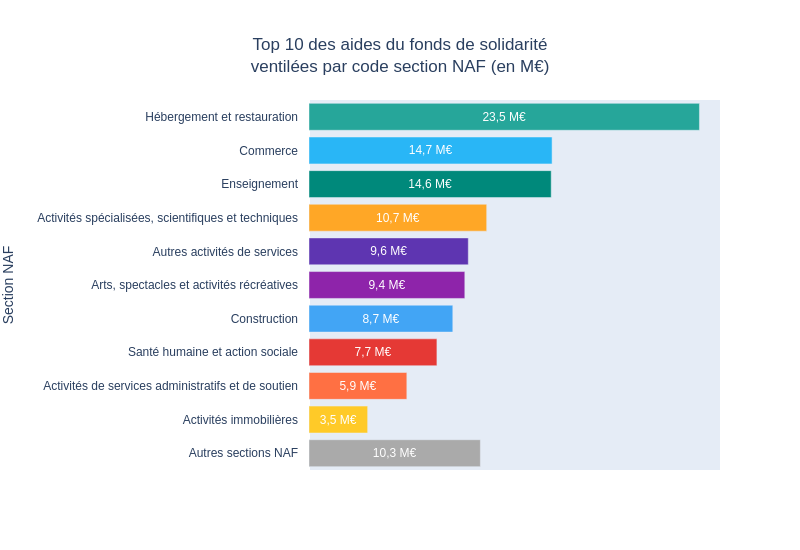 Top 10 des aides du fonds de solidarité
ventilées par code section NAF (en M€)
Section NAF
Hébergement et restauration 23,5 M€
Commerce 14,7 M€
Enseignement 14,6 M€
Activités spécialisées, scientifiques et techniques 10,7 M€
Autres activités de services 9,6 M€
Arts, spectacles et activités récréatives 9,4 M€
Construction 8,7 M€
Santé humaine et action sociale 7,7 M€
Activités de services administratifs et de soutien 5,9 M€
Activités immobilières 3,5 M€
Autres sections NAF 10,3 M€